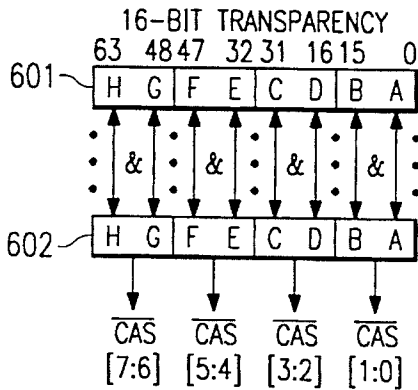 16-BIT TRANSPARENCY
63 48 47 32 31 16 15 0
601 H G F E C D B A
& & & &
602 H G F E C D B A
CAS CAS CAS CAS
[7:6] [5:4] [3:2] [1:0]